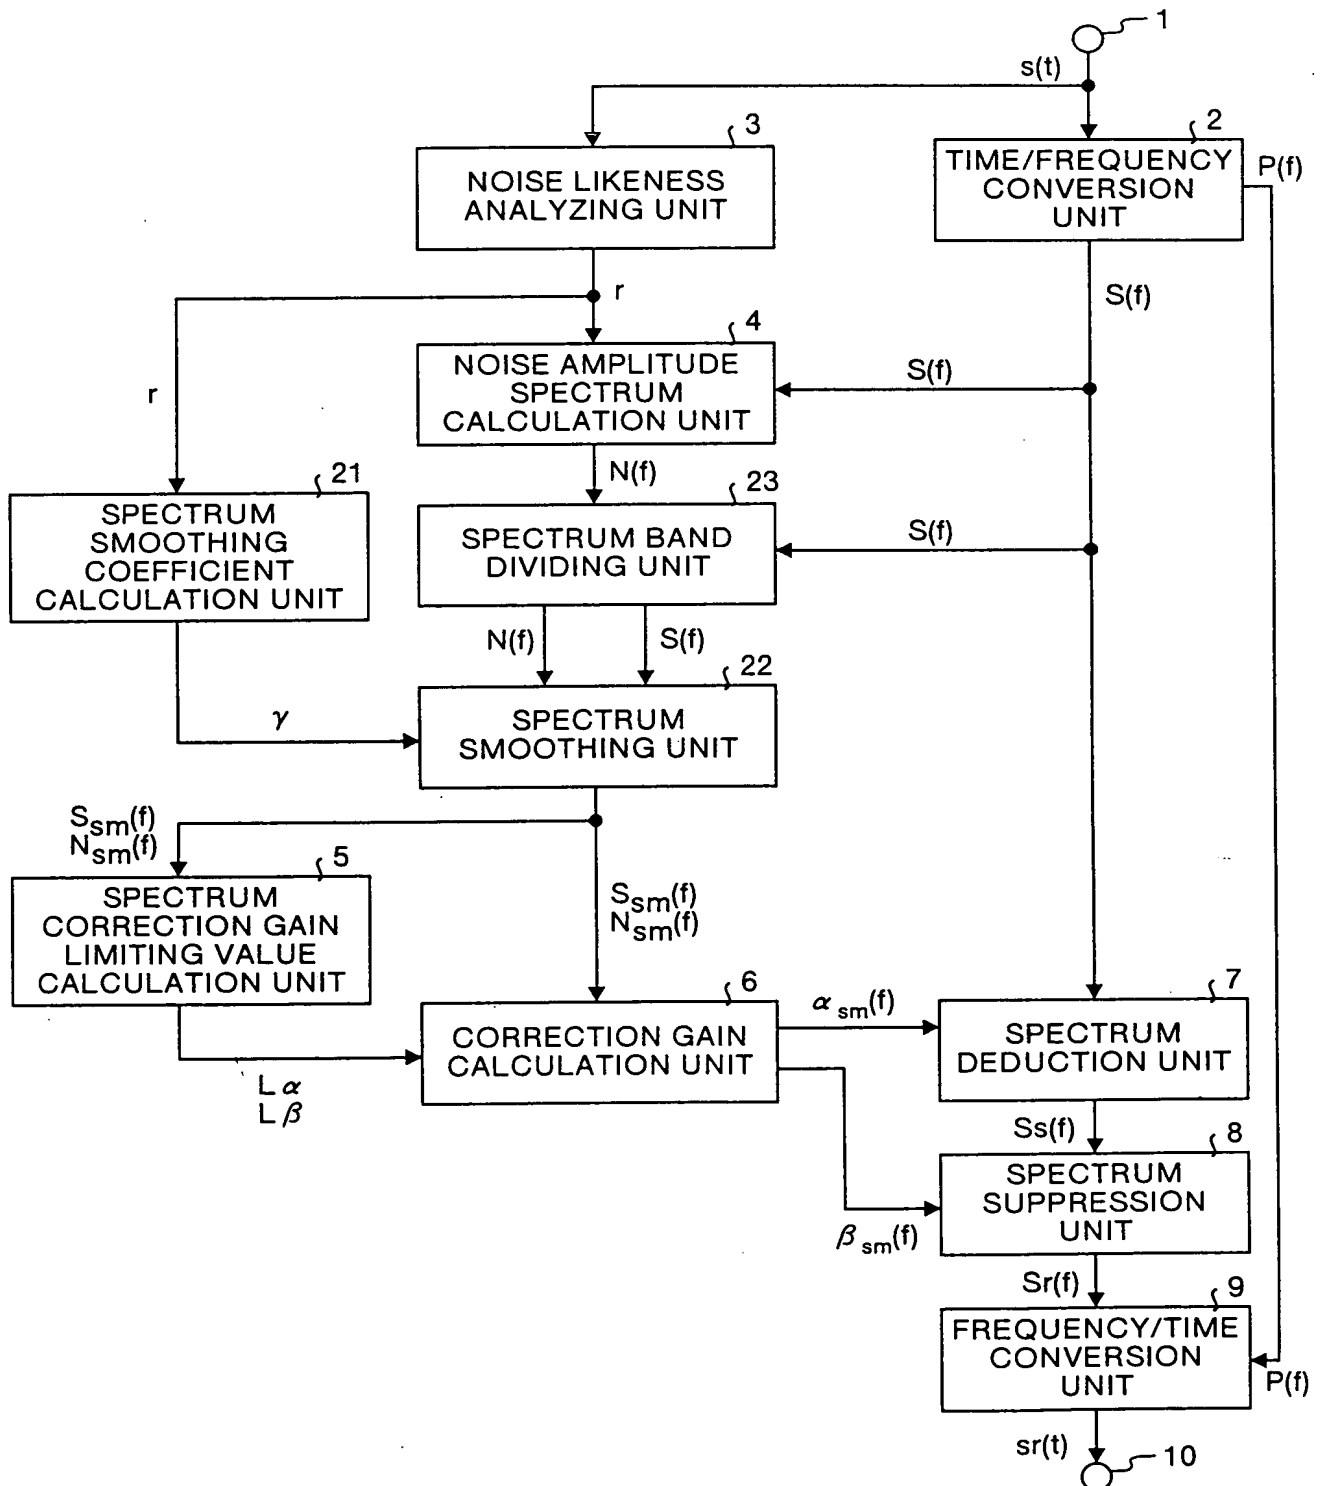 1
s(t)
3
2
NOISE LIKENESS
ANALYZING UNIT
TIME/FREQUENCY
CONVERSION
UNIT
P(f)
r
S(f)
4
NOISE AMPLITUDE
SPECTRUM
CALCULATION UNIT
S(f)
r
N(f)
21
23
SPECTRUM
SMOOTHING
COEFFICIENT
CALCULATION UNIT
SPECTRUM BAND
DIVIDING UNIT
S(f)
N(f)
S(f)
22
γ
SPECTRUM
SMOOTHING UNIT
Ssm(f)
Nsm(f)
5
SPECTRUM
CORRECTION GAIN
LIMITING VALUE
CALCULATION UNIT
Ssm(f)
Nsm(f)
6
7
CORRECTION GAIN
CALCULATION UNIT
αsm(f)
SPECTRUM
DEDUCTION UNIT
Lα
Lβ
Ss(f)
8
SPECTRUM
SUPPRESSION
UNIT
βsm(f)
Sr(f)
9
FREQUENCY/TIME
CONVERSION
UNIT
P(f)
sr(t)
10